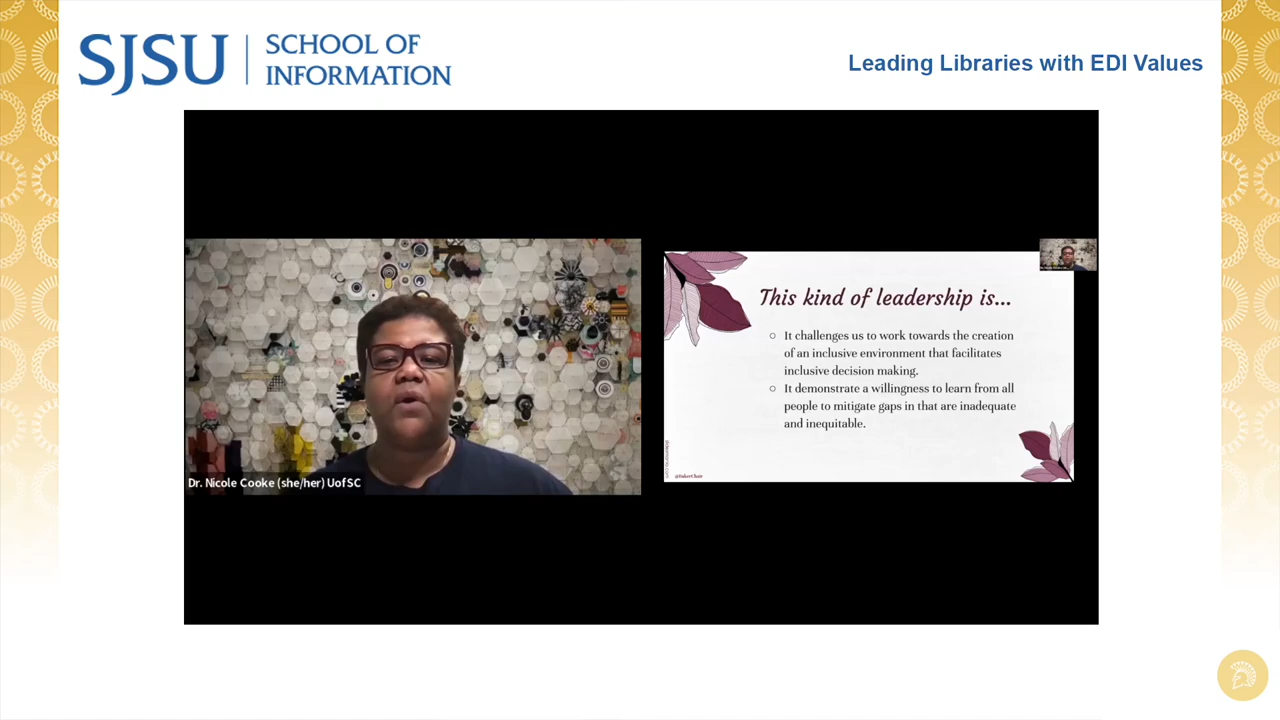 SJSU
SCHOOL OF
INFORMATION
Leading Libraries with EDI Values
Dr. Nicole Cooke (she/her) UofSC
This kind of leadership is...
○ It challenges us to work towards the creation
of an inclusive environment that facilitates
inclusive decision making.
○ It demonstrate a willingness to learn from all
people to mitigate gaps in that are inadequate
and inequitable.
@BakerChair